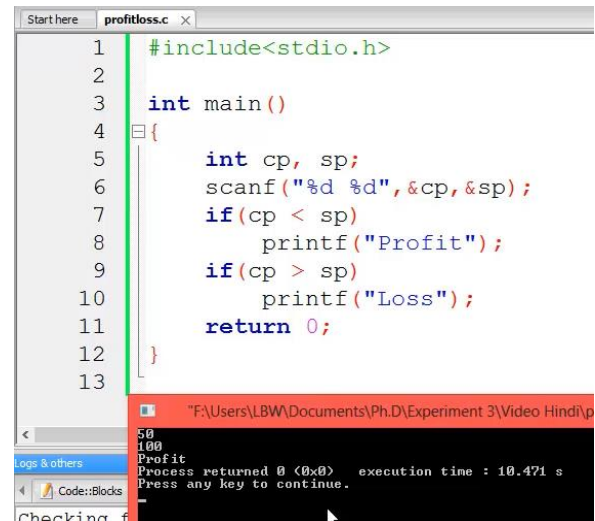 Start here profitloss.c ×
1 #include<stdio.h>
2
3 int main()
4 {
5 int cp, sp;
6 scanf("%d %d",&cp,&sp);
7 if(cp < sp)
8 printf("Profit");
9 if(cp > sp)
10 printf("Loss");
11 return 0;
12 }
13
"F:\Users\LBW\Documents\Ph.D\Experiment 3\Video Hindi\p
50
100
Profit
Process returned 0 (0x0) execution time : 10.471 s
Press any key to continue.
Logs & others
Code::Blocks
Checking f